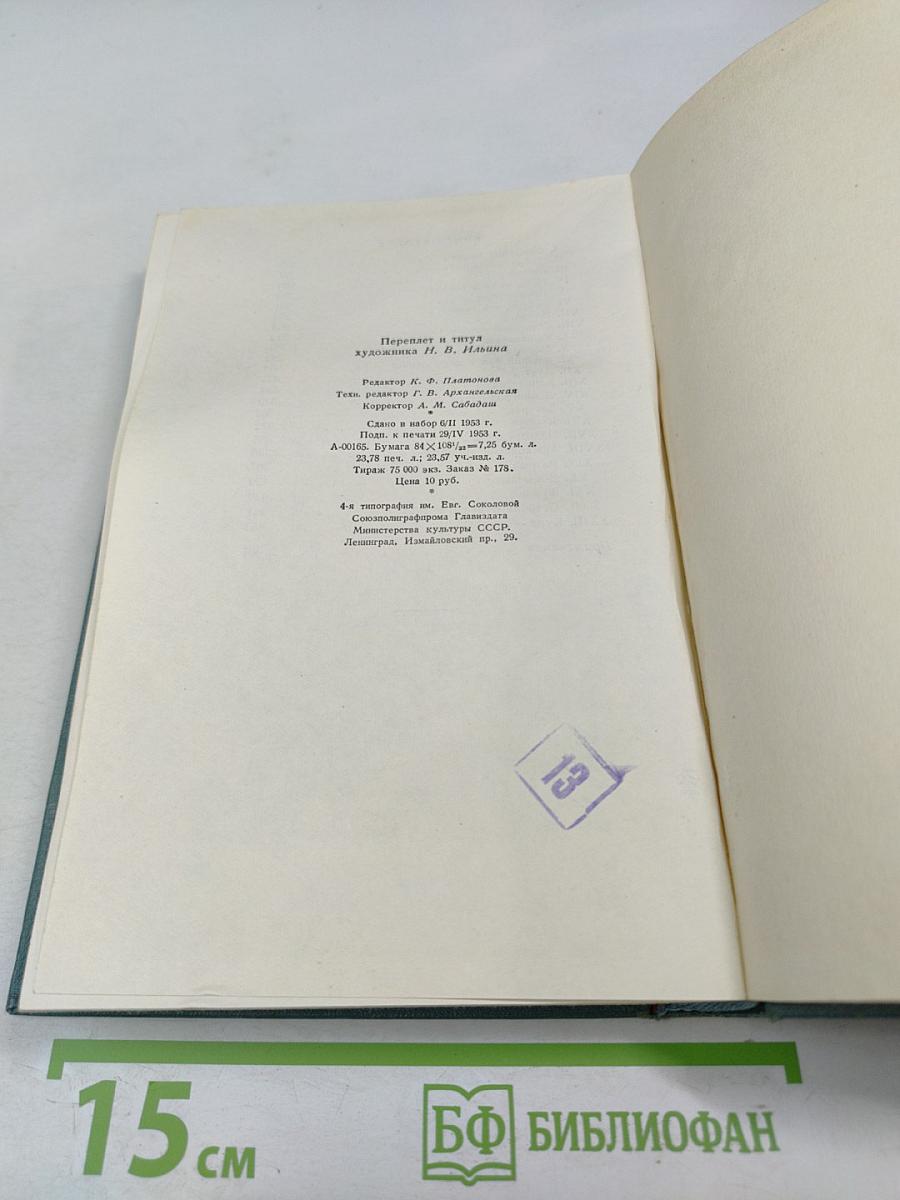 Переплет и титул
художника Н. В. Ильина
Редактор К. Ф. Платонова
Техн. редактор Г. В. Архангельская
Корректор А. М. Сабадаш
*
Сдано в набор 6/II 1953 г.
Подп. к печати 29/IV 1953 г.
А-00165. Бумага 84×108¹/₃₂=7,25 бум. л.
23,78 печ. л.; 23,57 уч.-изд. л.
Тираж 75 000 экз. Заказ № 178.
Цена 10 руб.
*
4-я типография им. Евг. Соколовой
Союзполиграфпрома Главиздата
Министерства культуры СССР.
Ленинград, Измайловский пр., 29.
13
15 см
БФ БИБЛИОФАН